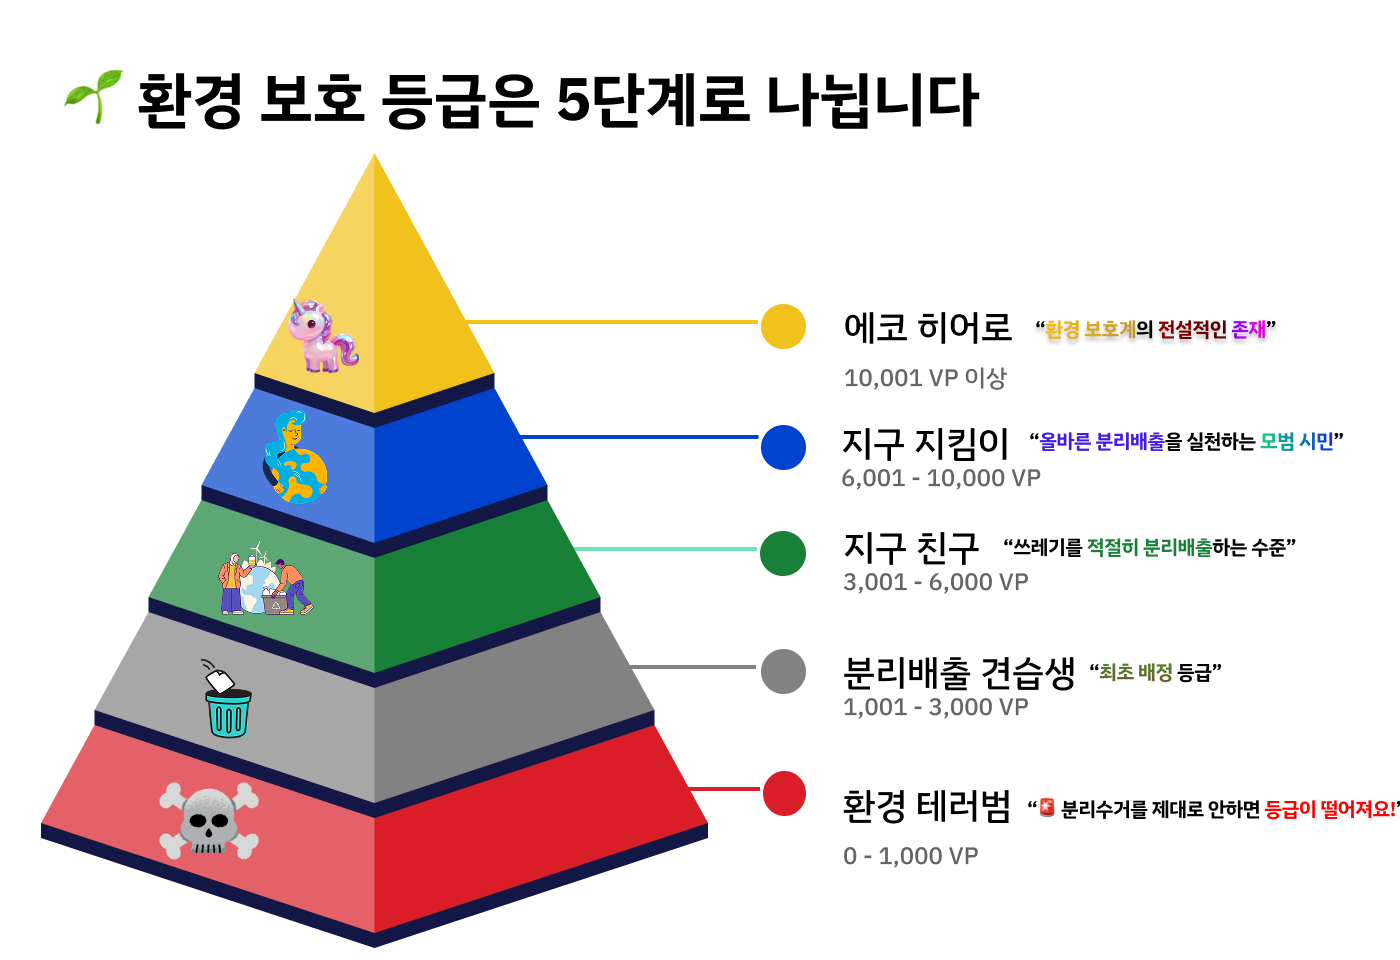 🌱 환경 보호 등급은 5단계로 나뉩니다
에코 히어로 “환경 보호계의 전설적인 존재”
10,001 VP 이상
지구 지킴이 “올바른 분리배출을 실천하는 모범 시민”
6,001 - 10,000 VP
지구 친구 “쓰레기를 적절히 분리배출하는 수준”
3,001 - 6,000 VP
분리배출 견습생 “최초 배정 등급”
1,001 - 3,000 VP
환경 테러범 “🚨 분리수거를 제대로 안하면 등급이 떨어져요!”
0 - 1,000 VP